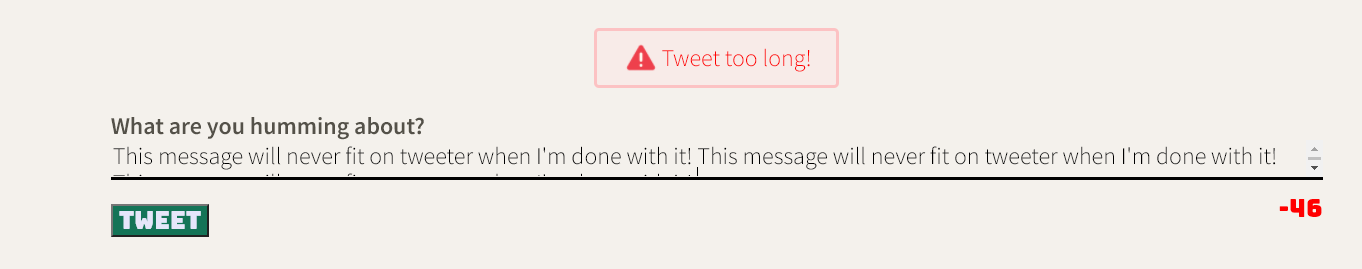 Tweet too long!
What are you humming about?
This message will never fit on tweeter when I'm done with it! This message will never fit on tweeter when I'm done with it!
TWEET
-46